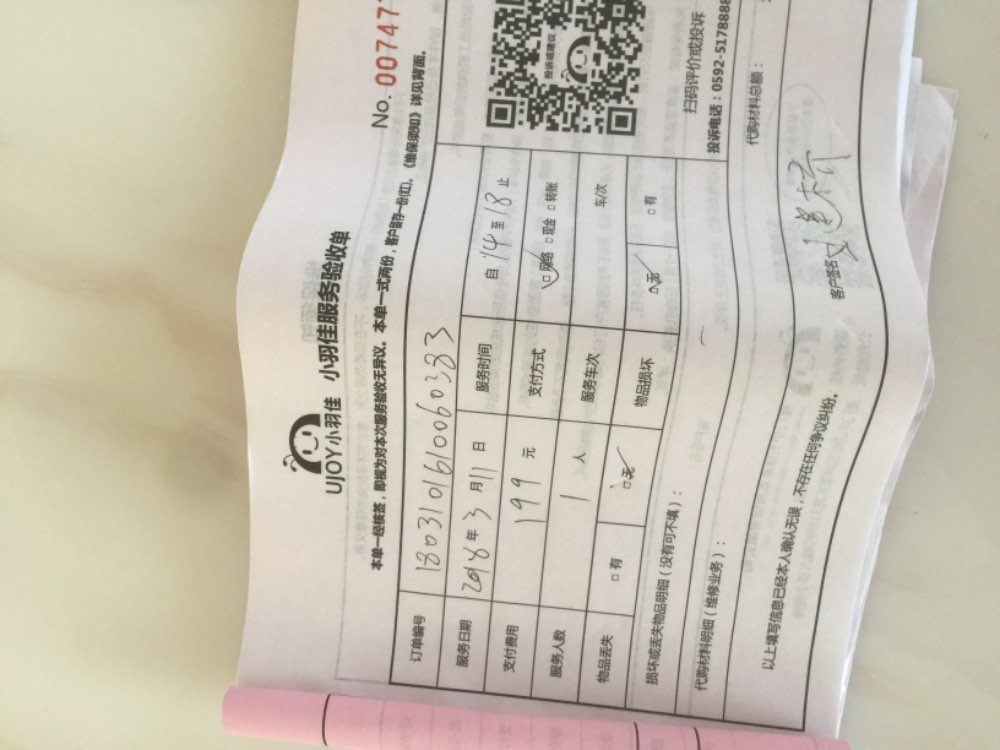 No. 00747
UJOY小羽佳 小羽佳服务验收单
本单一经核签，即视为对本次服务验收无异议。本单一式两份，客户留存一份(红)。《维保须知》详见背面。
订单编号 1803101610060383
服务日期 2018年3月11日 服务时间 自14至18止
支付费用 199元 支付方式 □网络 □现金 □转账
服务人数 1人 服务车次 车/次
物品丢失 □有 □无 物品损坏 □无 □有
投诉或建议
扫码评价或投诉
投诉电话：0592-5178888
损坏或丢失物品明细（没有可不填）：
代购材料明细（维修业务）：
代购材料总额：
以上填写信息已经本人确认无误，不存在任何争议纠纷。
客户签名